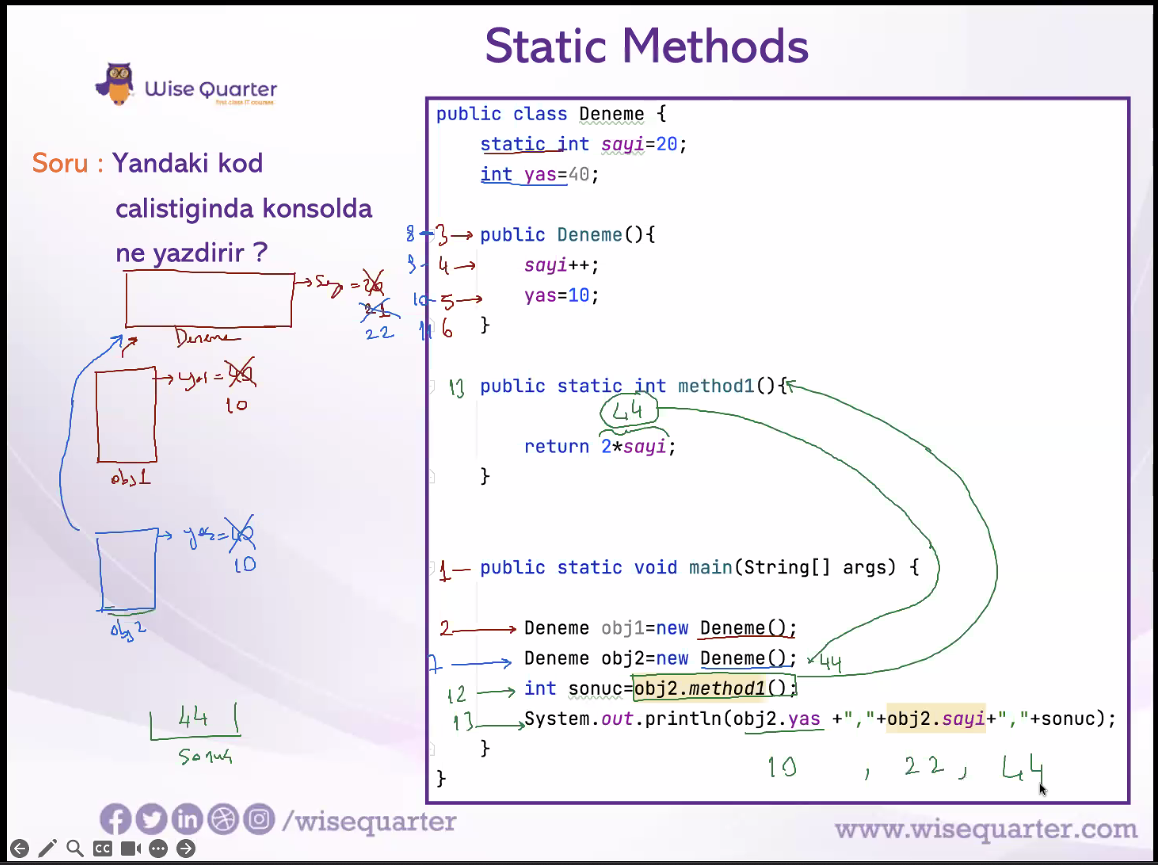 Static Methods
Wise Quarter
first class IT courses
Soru : Yandaki kod
calistiginda konsolda
ne yazdirir ?
public class Deneme {
static int sayi=20;
int yas=40;
8 3 public Deneme(){
9 4 sayi++;
10 5 yas=10;
11 6 }
13 public static int method1(){
44
return 2*sayi;
}
1 public static void main(String[] args) {
2 Deneme obj1=new Deneme();
7 Deneme obj2=new Deneme(); 44
12 int sonuc=obj2.method1();
13 System.out.println(obj2.yas +","+obj2.sayi+","+sonuc);
}
10 , 22 , 44
}
21
22
Deneme
yas = 40
10
obj1
yas = 40
10
obj2
44
sonuc
/wisequarter
www.wisequarter.com
CC